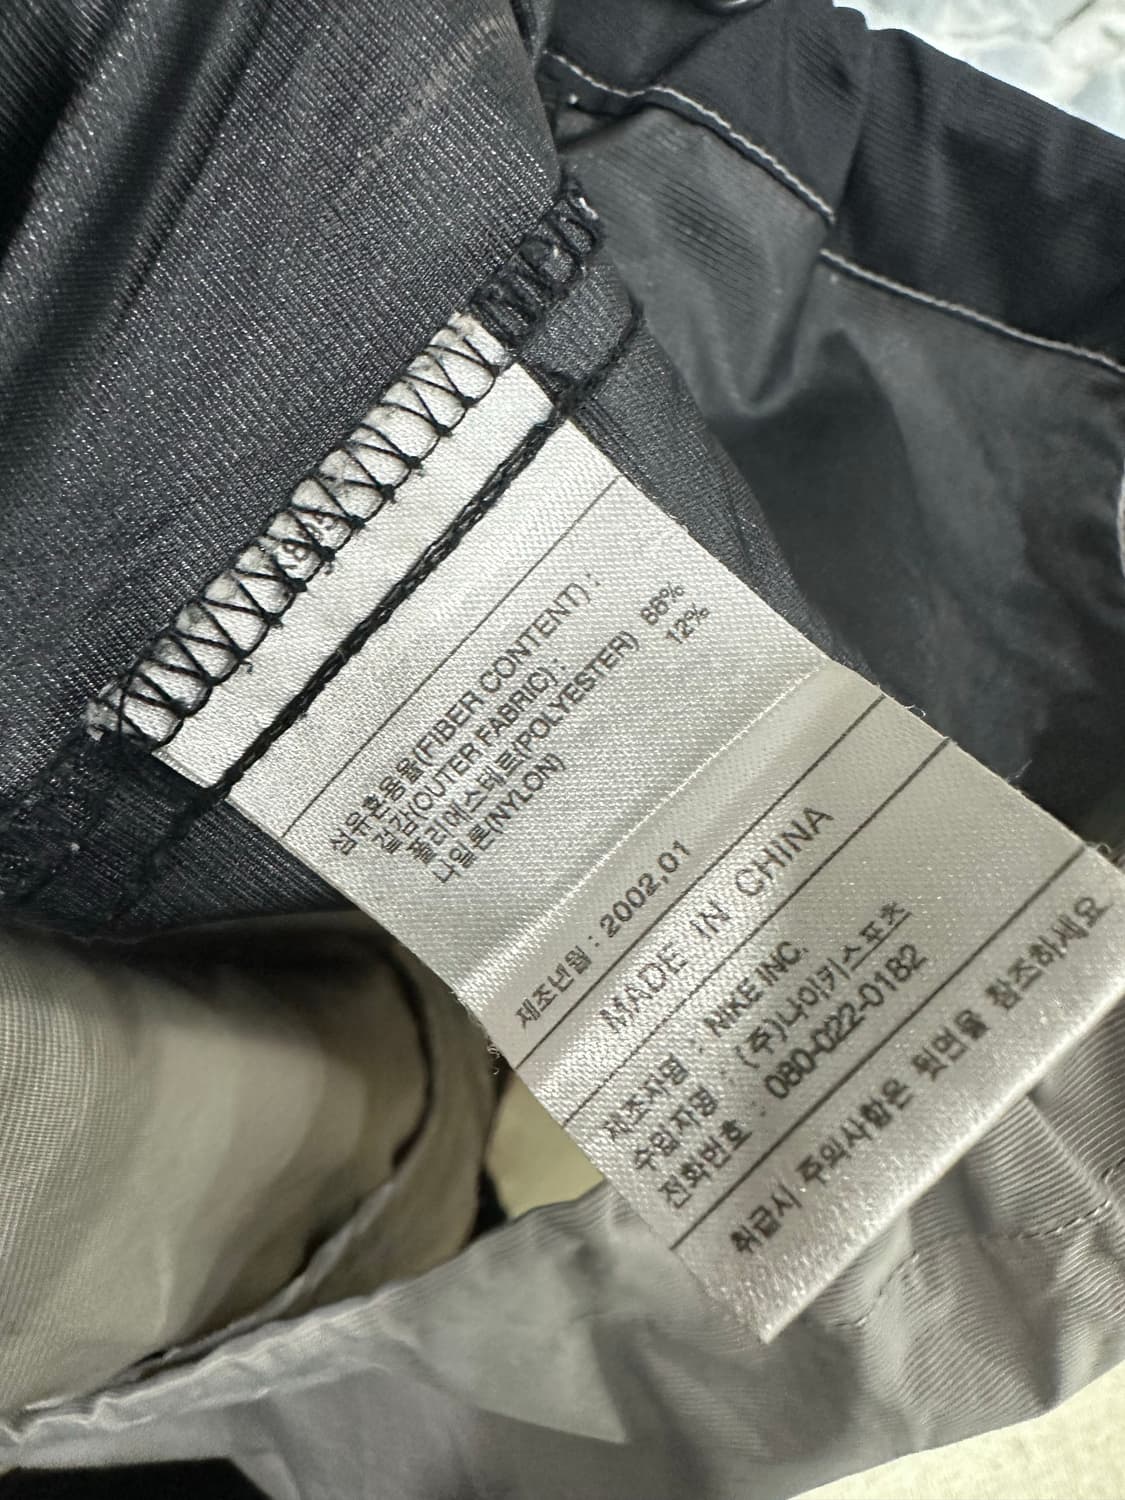 섬유혼용율(FIBER CONTENT) :
겉감(OUTER FABRIC) :
폴리에스테르(POLYESTER) 88%
나일론(NYLON) 12%
제조년월 : 2002.01
MADE IN CHINA
제조자명 : NIKE INC.
수입자명 : (주)나이키스포츠
전화번호 : 080-022-0182
취급시 주의사항은 뒷면을 참조하세요